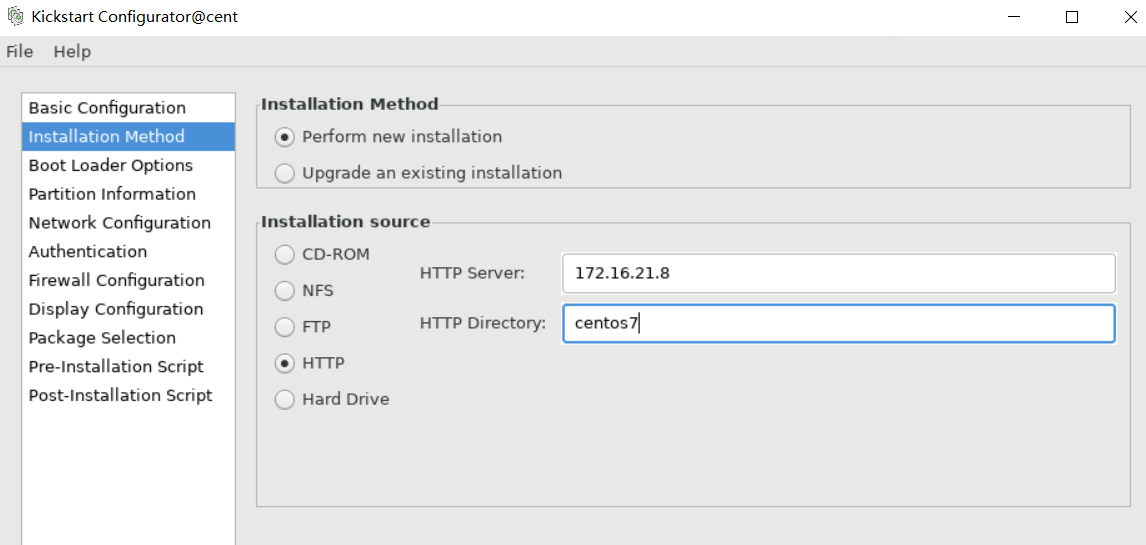 Kickstart Configurator@cent
File Help
Basic Configuration
Installation Method
Boot Loader Options
Partition Information
Network Configuration
Authentication
Firewall Configuration
Display Configuration
Package Selection
Pre-Installation Script
Post-Installation Script
Installation Method
Perform new installation
Upgrade an existing installation
Installation source
CD-ROM
NFS
FTP
HTTP
Hard Drive
HTTP Server: 172.16.21.8
HTTP Directory: centos7